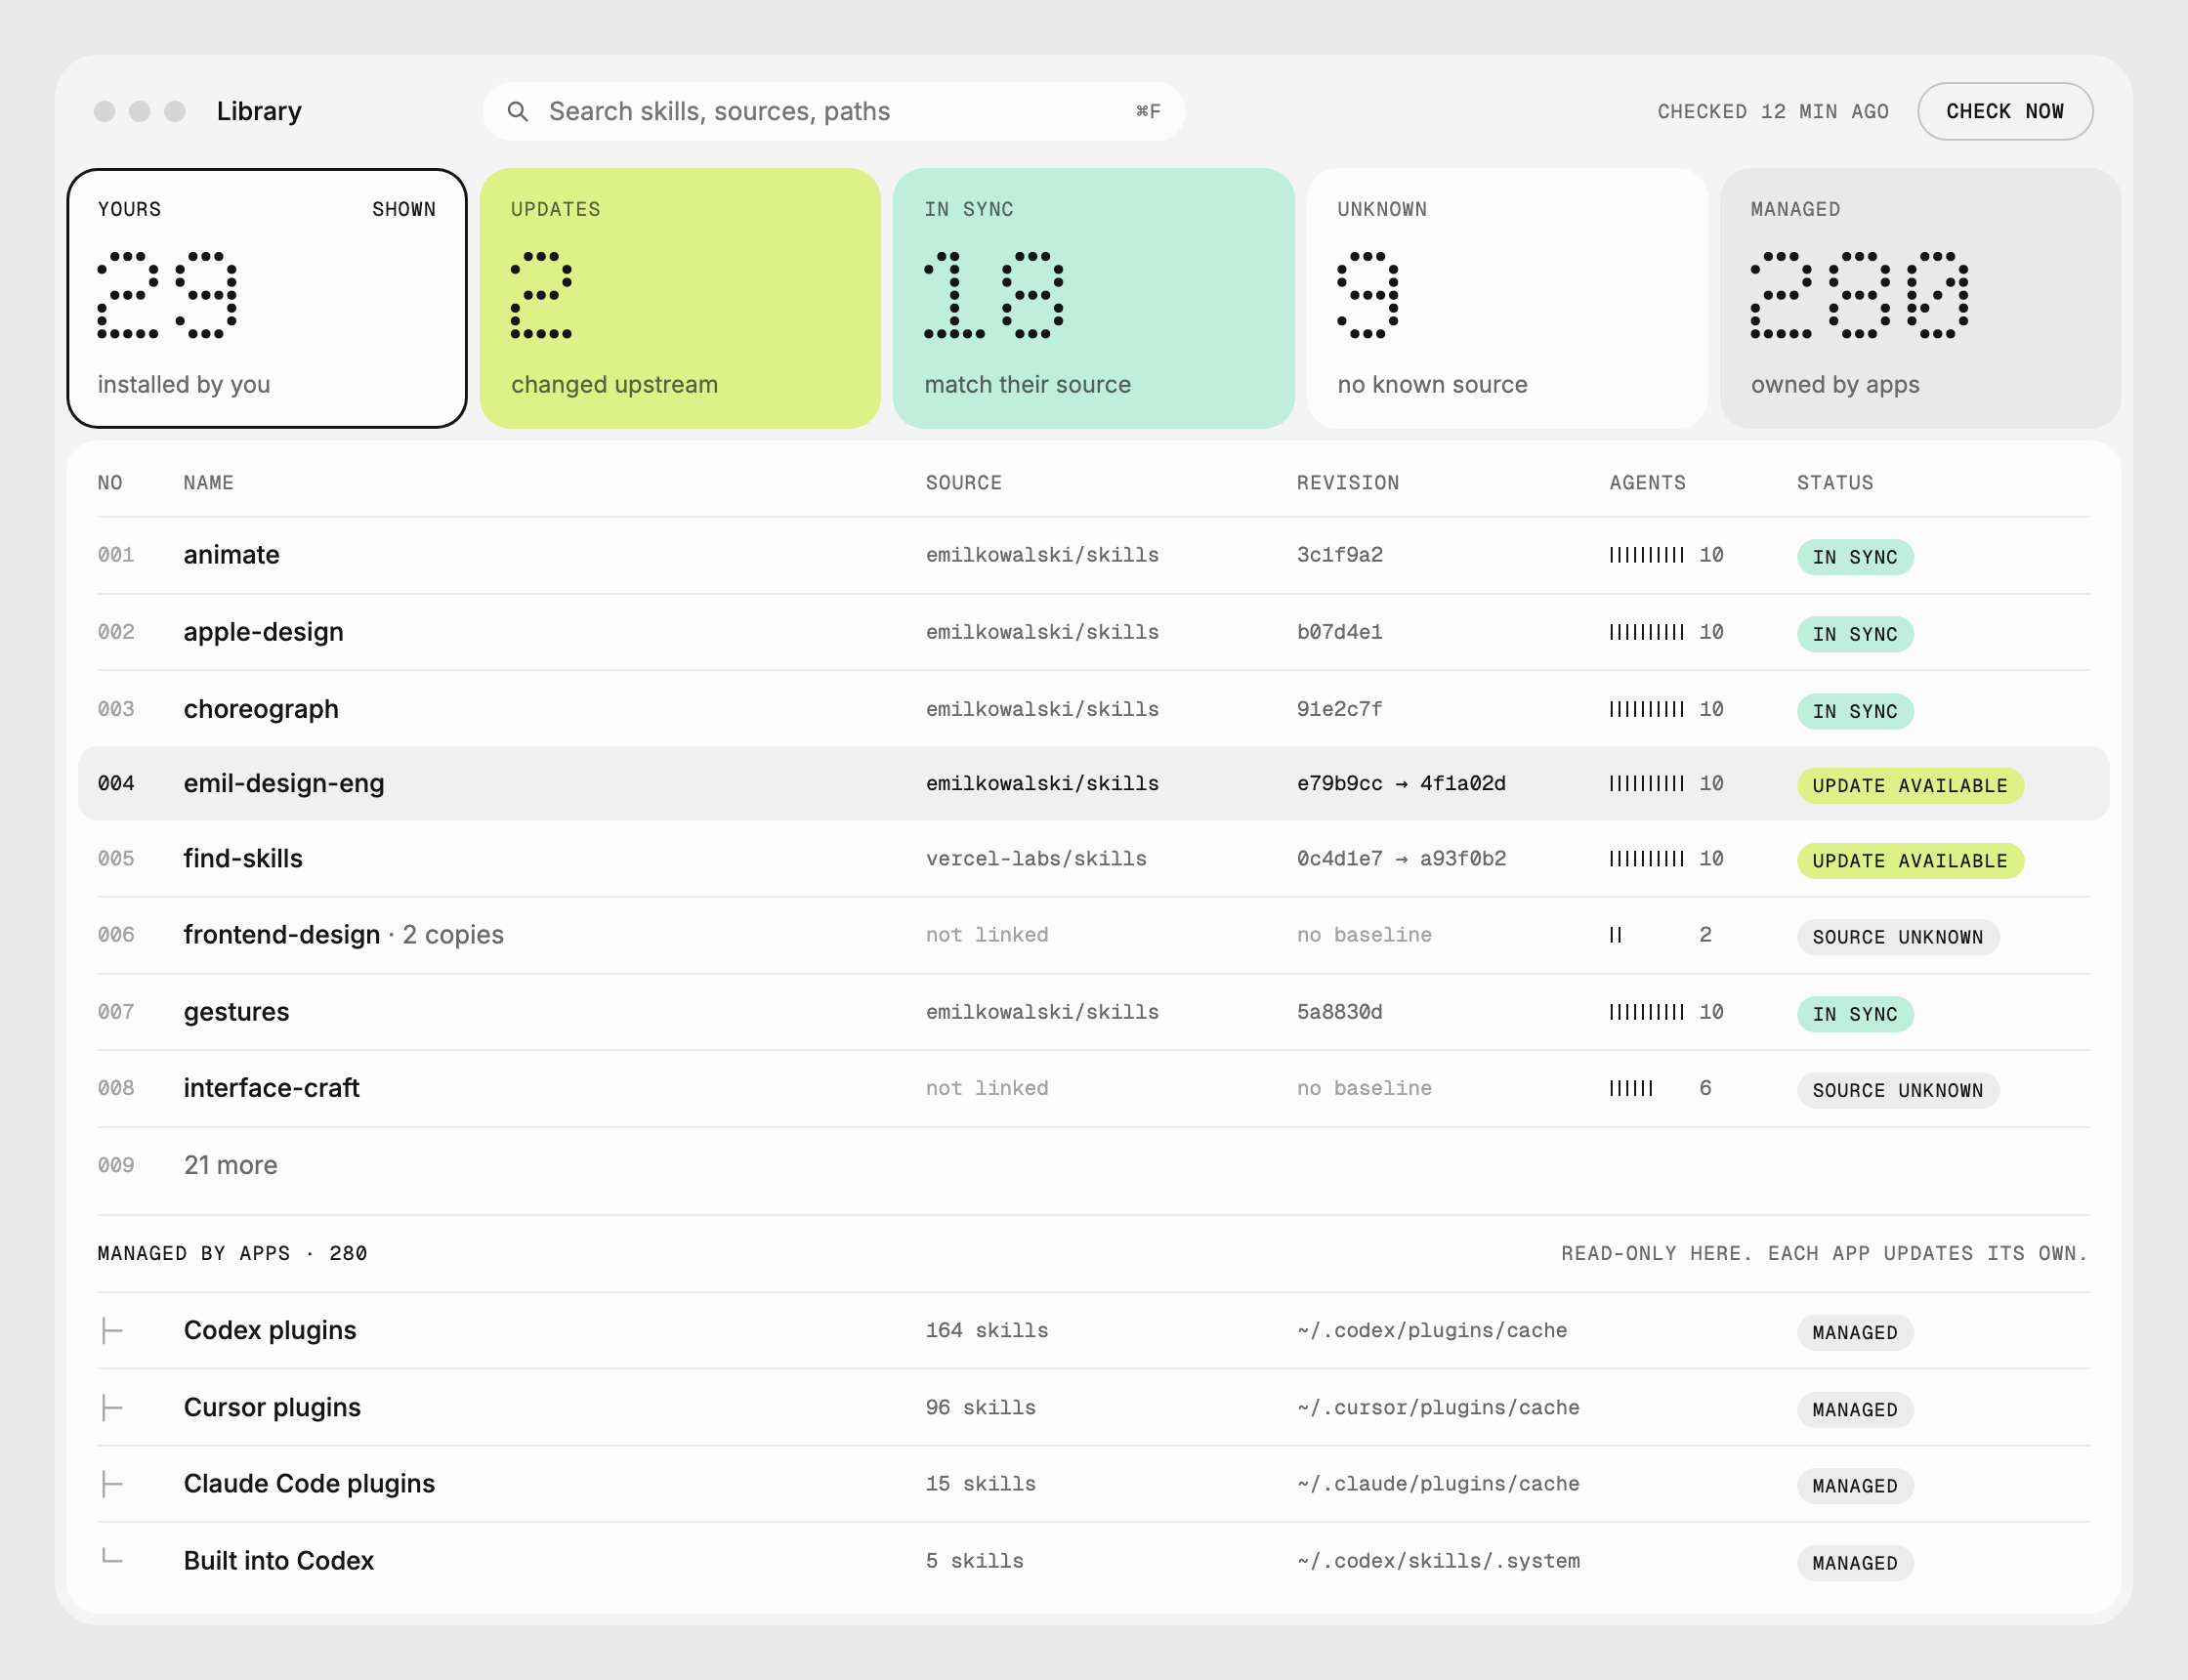 Library
Search skills, sources, paths ⌘F
CHECKED 12 MIN AGO CHECK NOW
YOURS SHOWN
29
installed by you
UPDATES
2
changed upstream
IN SYNC
18
match their source
UNKNOWN
9
no known source
MANAGED
280
owned by apps
NO NAME SOURCE REVISION AGENTS STATUS
001 animate emilkowalski/skills 3c1f9a2 10 IN SYNC
002 apple-design emilkowalski/skills b07d4e1 10 IN SYNC
003 choreograph emilkowalski/skills 91e2c7f 10 IN SYNC
004 emil-design-eng emilkowalski/skills e79b9cc → 4f1a02d 10 UPDATE AVAILABLE
005 find-skills vercel-labs/skills 0c4d1e7 → a93f0b2 10 UPDATE AVAILABLE
006 frontend-design · 2 copies not linked no baseline 2 SOURCE UNKNOWN
007 gestures emilkowalski/skills 5a8830d 10 IN SYNC
008 interface-craft not linked no baseline 6 SOURCE UNKNOWN
009 21 more
MANAGED BY APPS · 280 READ-ONLY HERE. EACH APP UPDATES ITS OWN.
Codex plugins 164 skills ~/.codex/plugins/cache MANAGED
Cursor plugins 96 skills ~/.cursor/plugins/cache MANAGED
Claude Code plugins 15 skills ~/.claude/plugins/cache MANAGED
Built into Codex 5 skills ~/.codex/skills/.system MANAGED